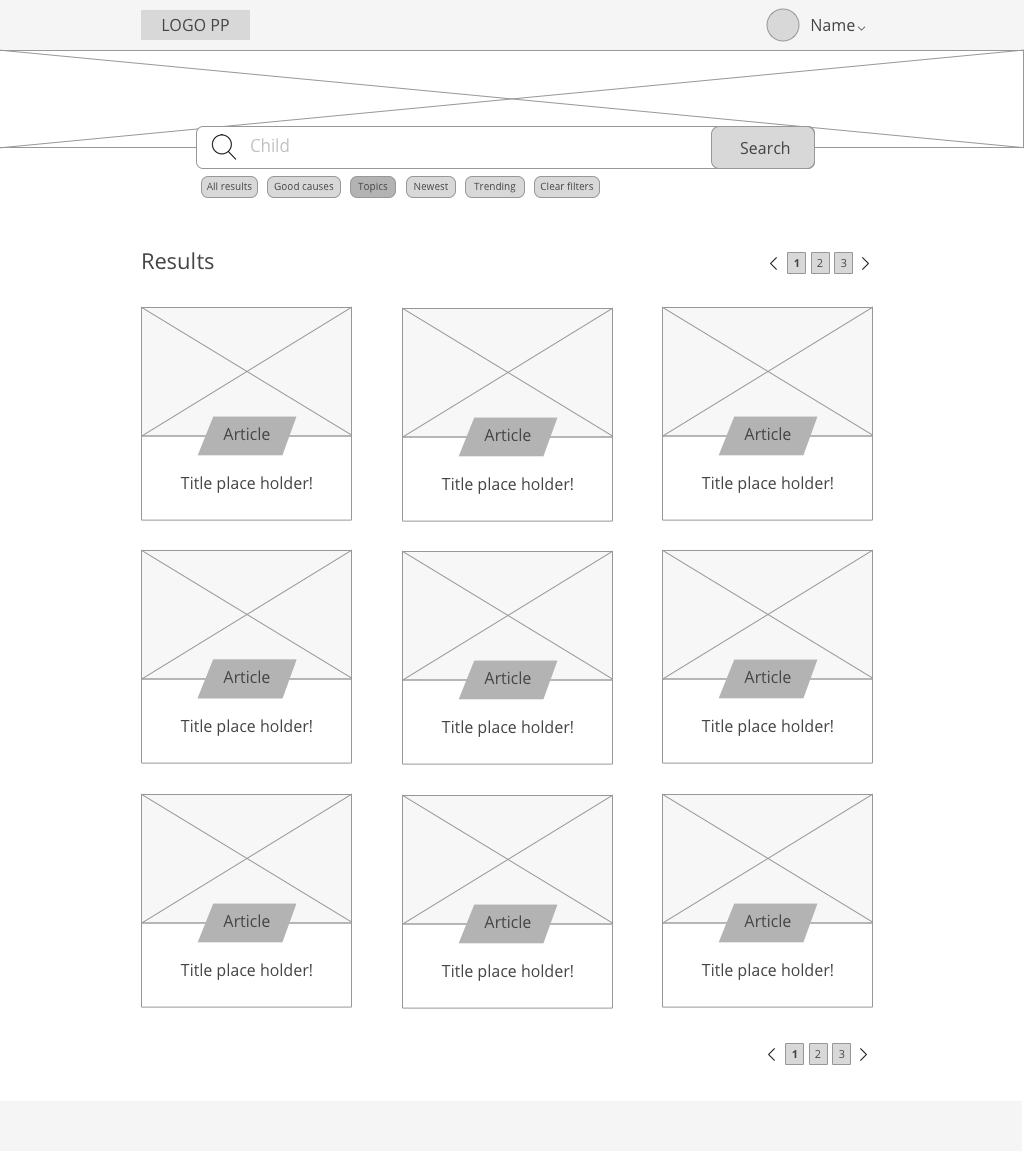 LOGO PP
Name
Child
Search
All results Good causes Topics Newest Trending Clear filters
Results
1 2 3
Article Article Article
Title place holder! Title place holder! Title place holder!
Article Article Article
Title place holder! Title place holder! Title place holder!
Article Article Article
Title place holder! Title place holder! Title place holder!
1 2 3